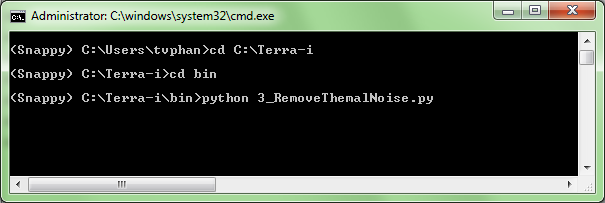 Administrator: C:\windows\system32\cmd.exe
(Snappy) C:\Users\tvphan>cd C:\Terra-i
(Snappy) C:\Terra-i>cd bin
(Snappy) C:\Terra-i\bin>python 3_RemoveThemalNoise.py